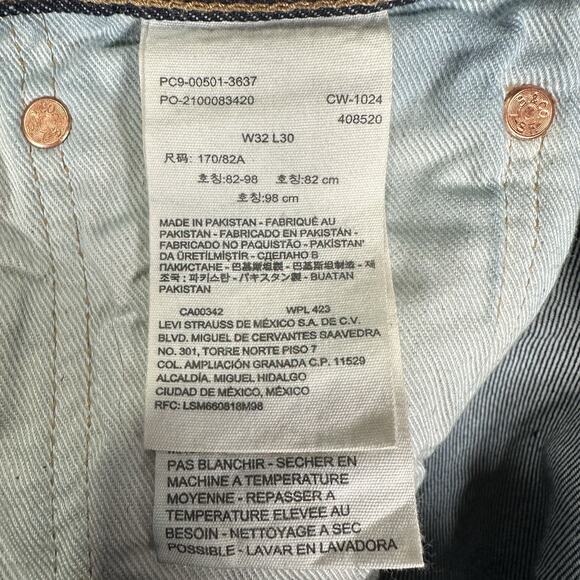 PC9-00501-3637
PO-2100083420 CW-1024
408520
W32 L30
尺码: 170/82A
호칭:82-98 호칭:82 cm
호칭:98 cm
MADE IN PAKISTAN - FABRIQUÉ AU
PAKISTAN - FABRICADO EN PAKISTÁN -
FABRICADO NO PAQUISTÃO - PAKİSTAN'
DA ÜRETİLMİŞTİR - СДЕЛАНО В
ПАКИСТАНЕ - 巴基斯坦製 - 巴基斯坦制造 - 제
조국 : 파키스탄 - パキスタン製 - BUATAN
PAKISTAN
CA00342 WPL 423
LEVI STRAUSS DE MÉXICO S.A. DE C.V.
BLVD. MIGUEL DE CERVANTES SAAVEDRA
NO. 301, TORRE NORTE PISO 7
COL. AMPLIACIÓN GRANADA C.P. 11529
ALCALDÍA. MIGUEL HIDALGO
CIUDAD DE MÉXICO, MÉXICO
RFC: LSM660818M98
PAS BLANCHIR - SECHER EN
MACHINE A TEMPERATURE
MOYENNE - REPASSER A
TEMPERATURE ELEVEE AU
BESOIN - NETTOYAGE A SEC
POSSIBLE - LAVAR EN LAVADORA